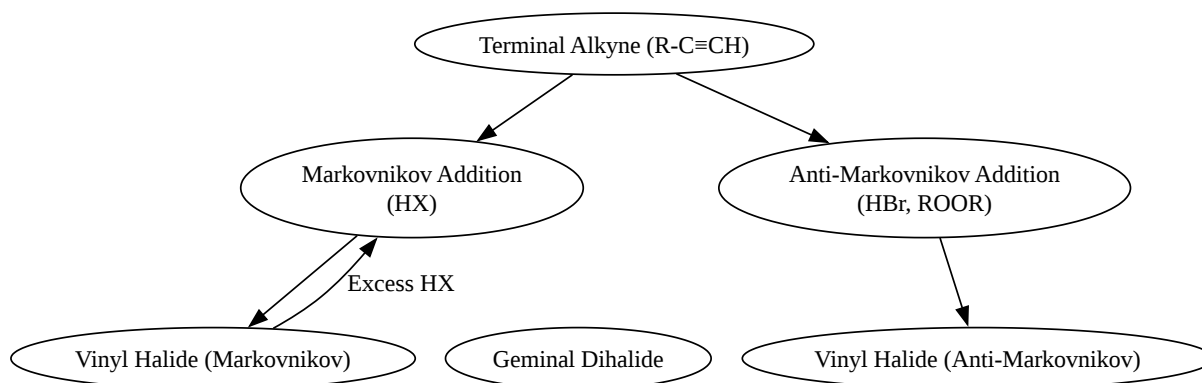 Terminal Alkyne (R-C≡CH)
Markovnikov Addition
(HX)
Anti-Markovnikov Addition
(HBr, ROOR)
Excess HX
Vinyl Halide (Markovnikov)
Geminal Dihalide
Vinyl Halide (Anti-Markovnikov)